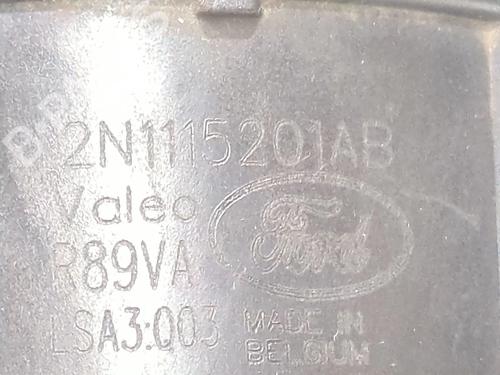 2N1115201AB
Valeo
R89VA
Ford
LSA3:003
MADE IN
BELGIUM